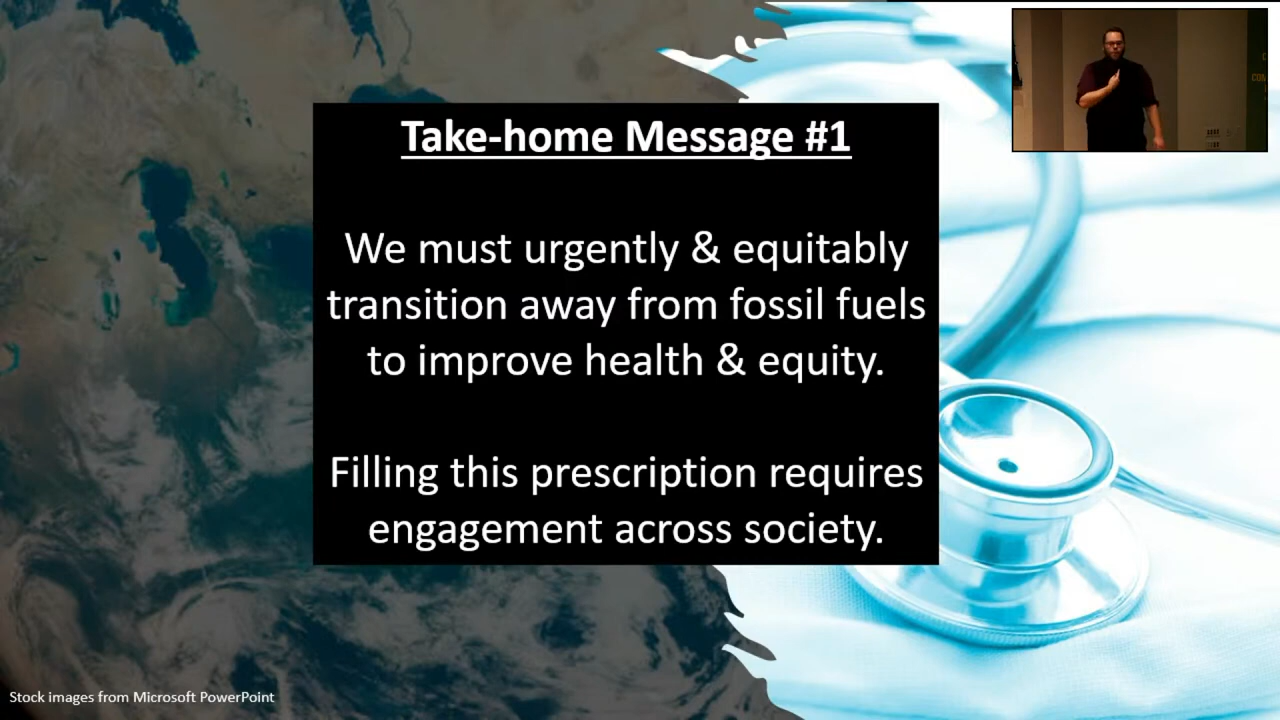 Take-home Message #1
We must urgently & equitably
transition away from fossil fuels
to improve health & equity.
Filling this prescription requires
engagement across society.
Stock images from Microsoft PowerPoint